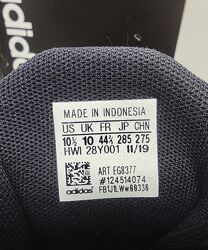 adidas
MADE IN INDONESIA
US UK FR JP CHN
10½ 10 44⅔ 285 275
HWI 28Y001 11/19
ART EG8377
#124514074
adidas